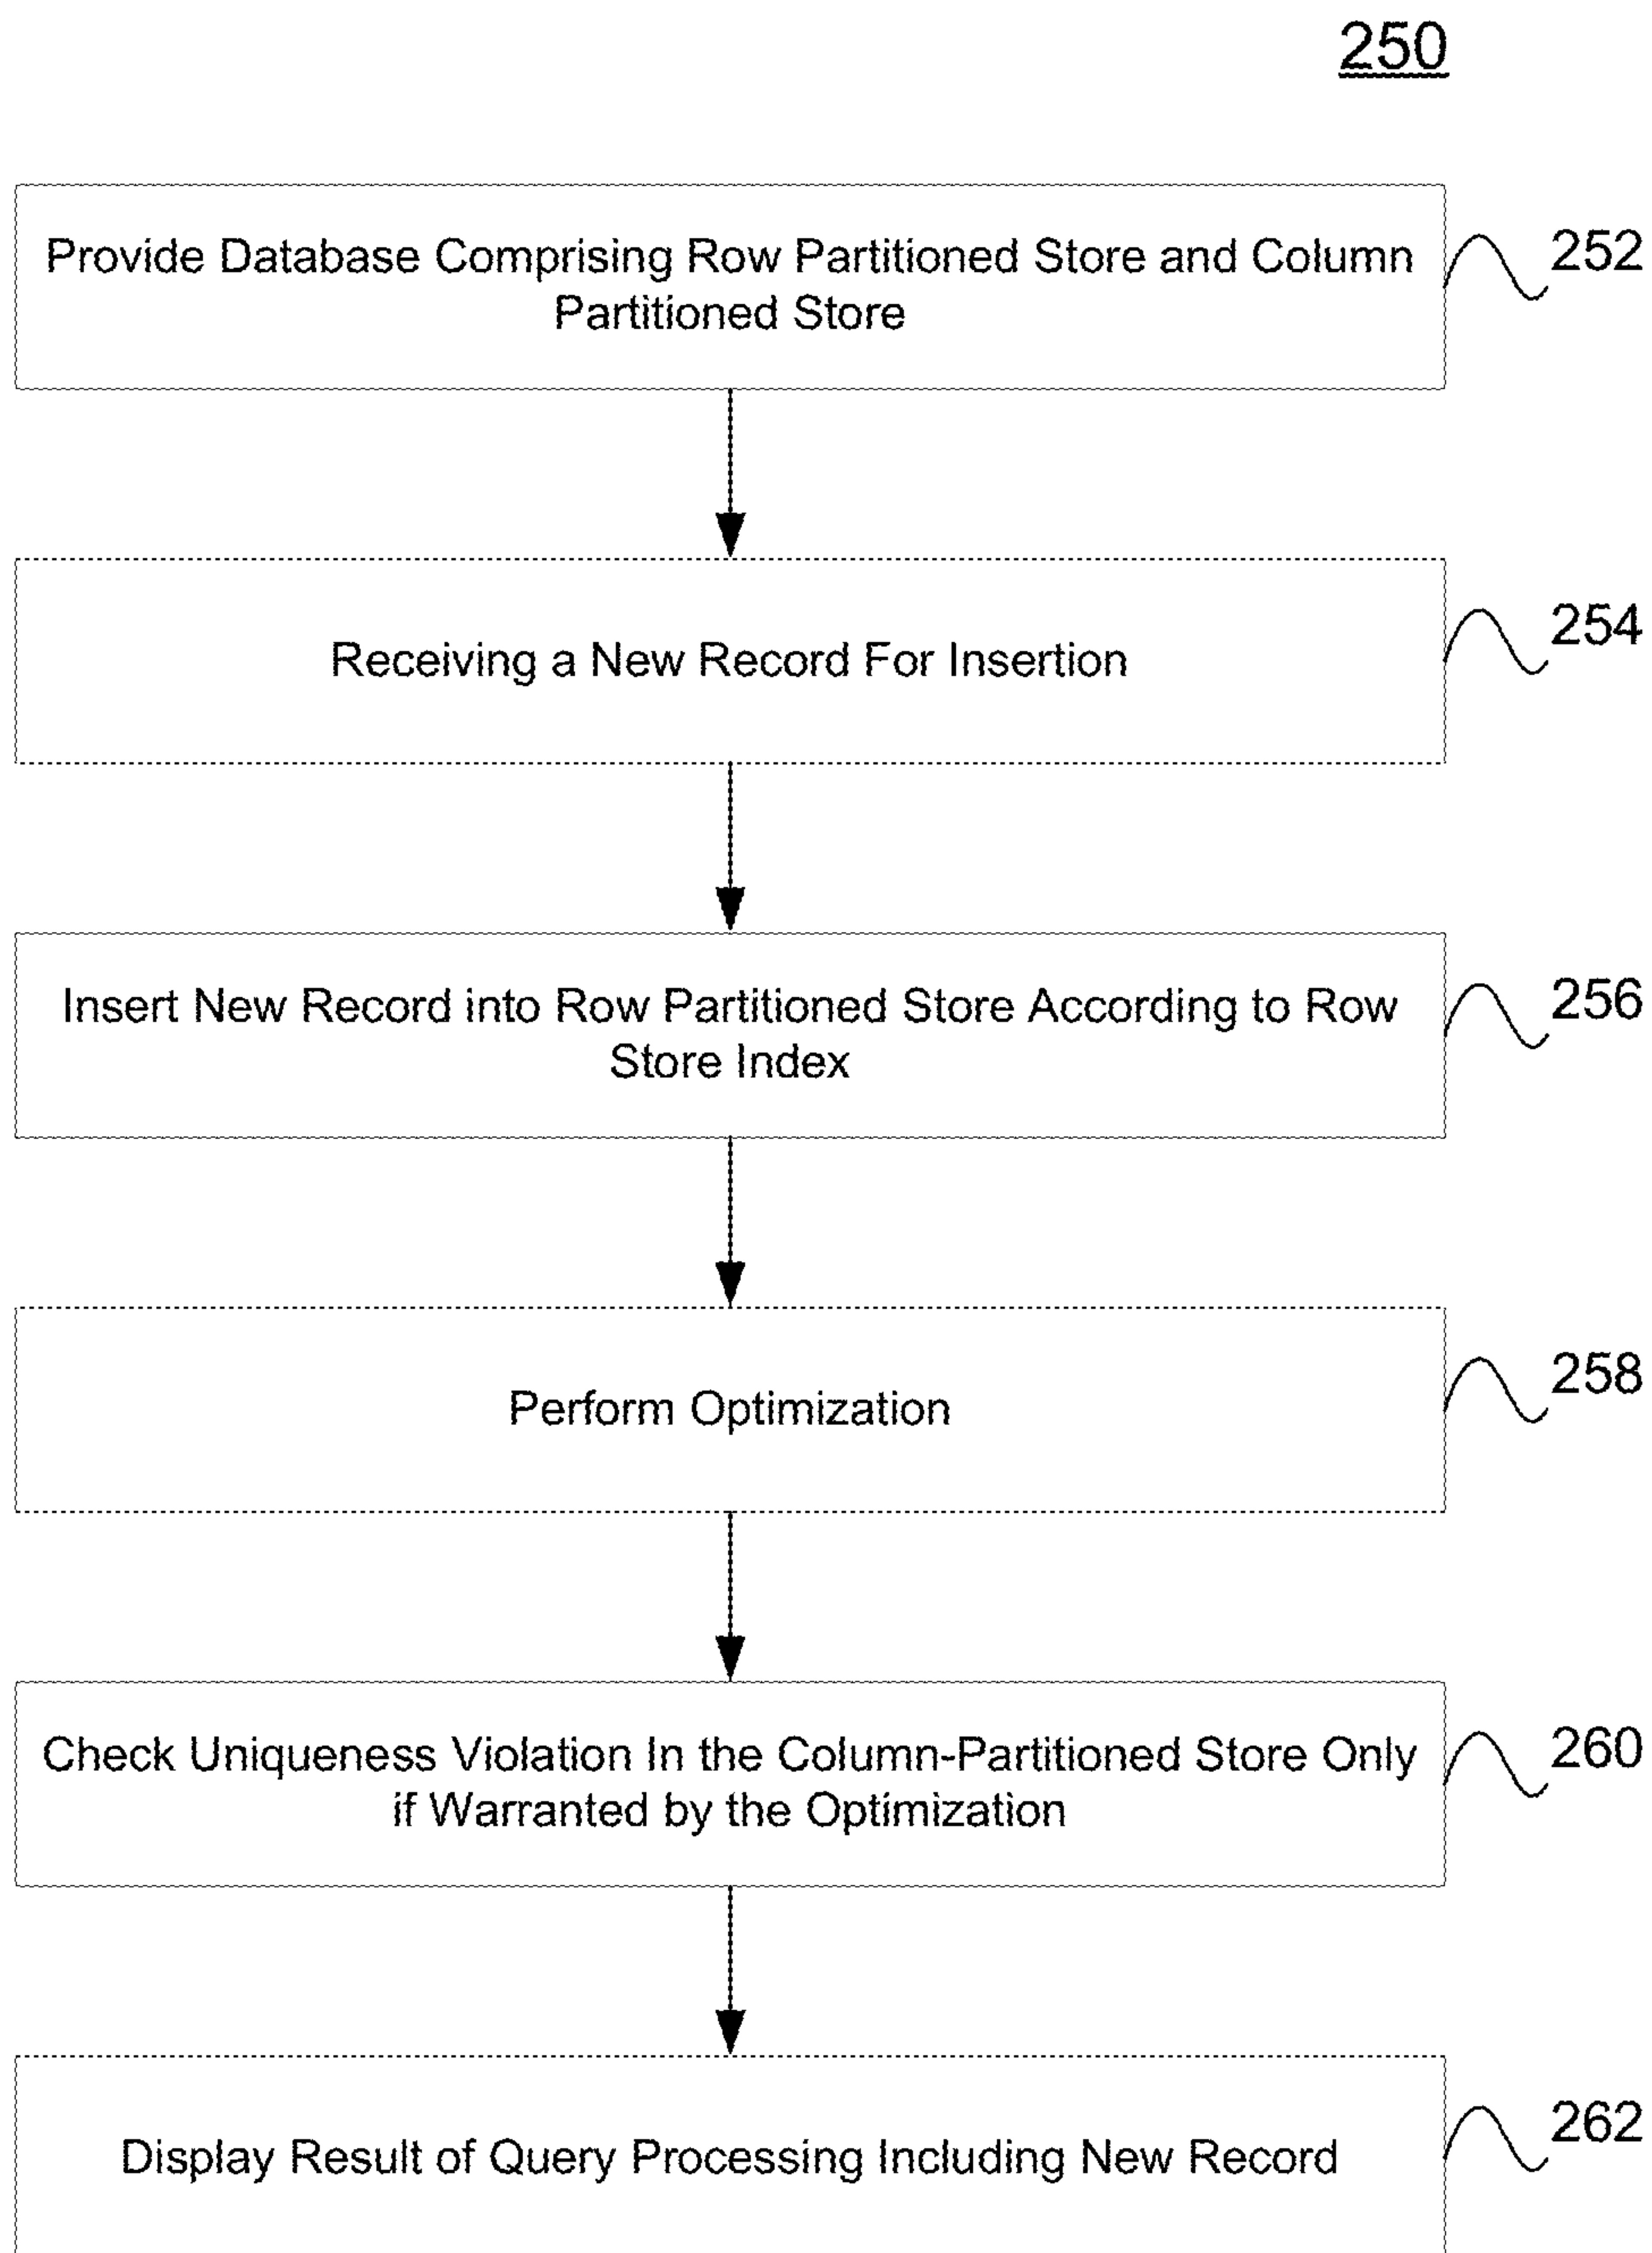 250
Provide Database Comprising Row Partitioned Store and Column
Partitioned Store
252
Receiving a New Record For Insertion
254
Insert New Record into Row Partitioned Store According to Row
Store Index
256
Perform Optimization
258
Check Uniqueness Violation In the Column-Partitioned Store Only
if Warranted by the Optimization
260
Display Result of Query Processing Including New Record
262